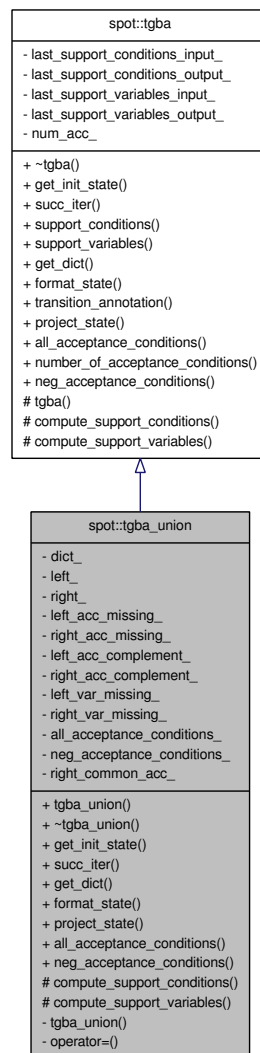 spot::tgba
- last_support_conditions_input_
- last_support_conditions_output_
- last_support_variables_input_
- last_support_variables_output_
- num_acc_
+ ~tgba()
+ get_init_state()
+ succ_iter()
+ support_conditions()
+ support_variables()
+ get_dict()
+ format_state()
+ transition_annotation()
+ project_state()
+ all_acceptance_conditions()
+ number_of_acceptance_conditions()
+ neg_acceptance_conditions()
# tgba()
# compute_support_conditions()
# compute_support_variables()
spot::tgba_union
- dict_
- left_
- right_
- left_acc_missing_
- right_acc_missing_
- left_acc_complement_
- right_acc_complement_
- left_var_missing_
- right_var_missing_
- all_acceptance_conditions_
- neg_acceptance_conditions_
- right_common_acc_
+ tgba_union()
+ ~tgba_union()
+ get_init_state()
+ succ_iter()
+ get_dict()
+ format_state()
+ project_state()
+ all_acceptance_conditions()
+ neg_acceptance_conditions()
# compute_support_conditions()
# compute_support_variables()
- tgba_union()
- operator=()